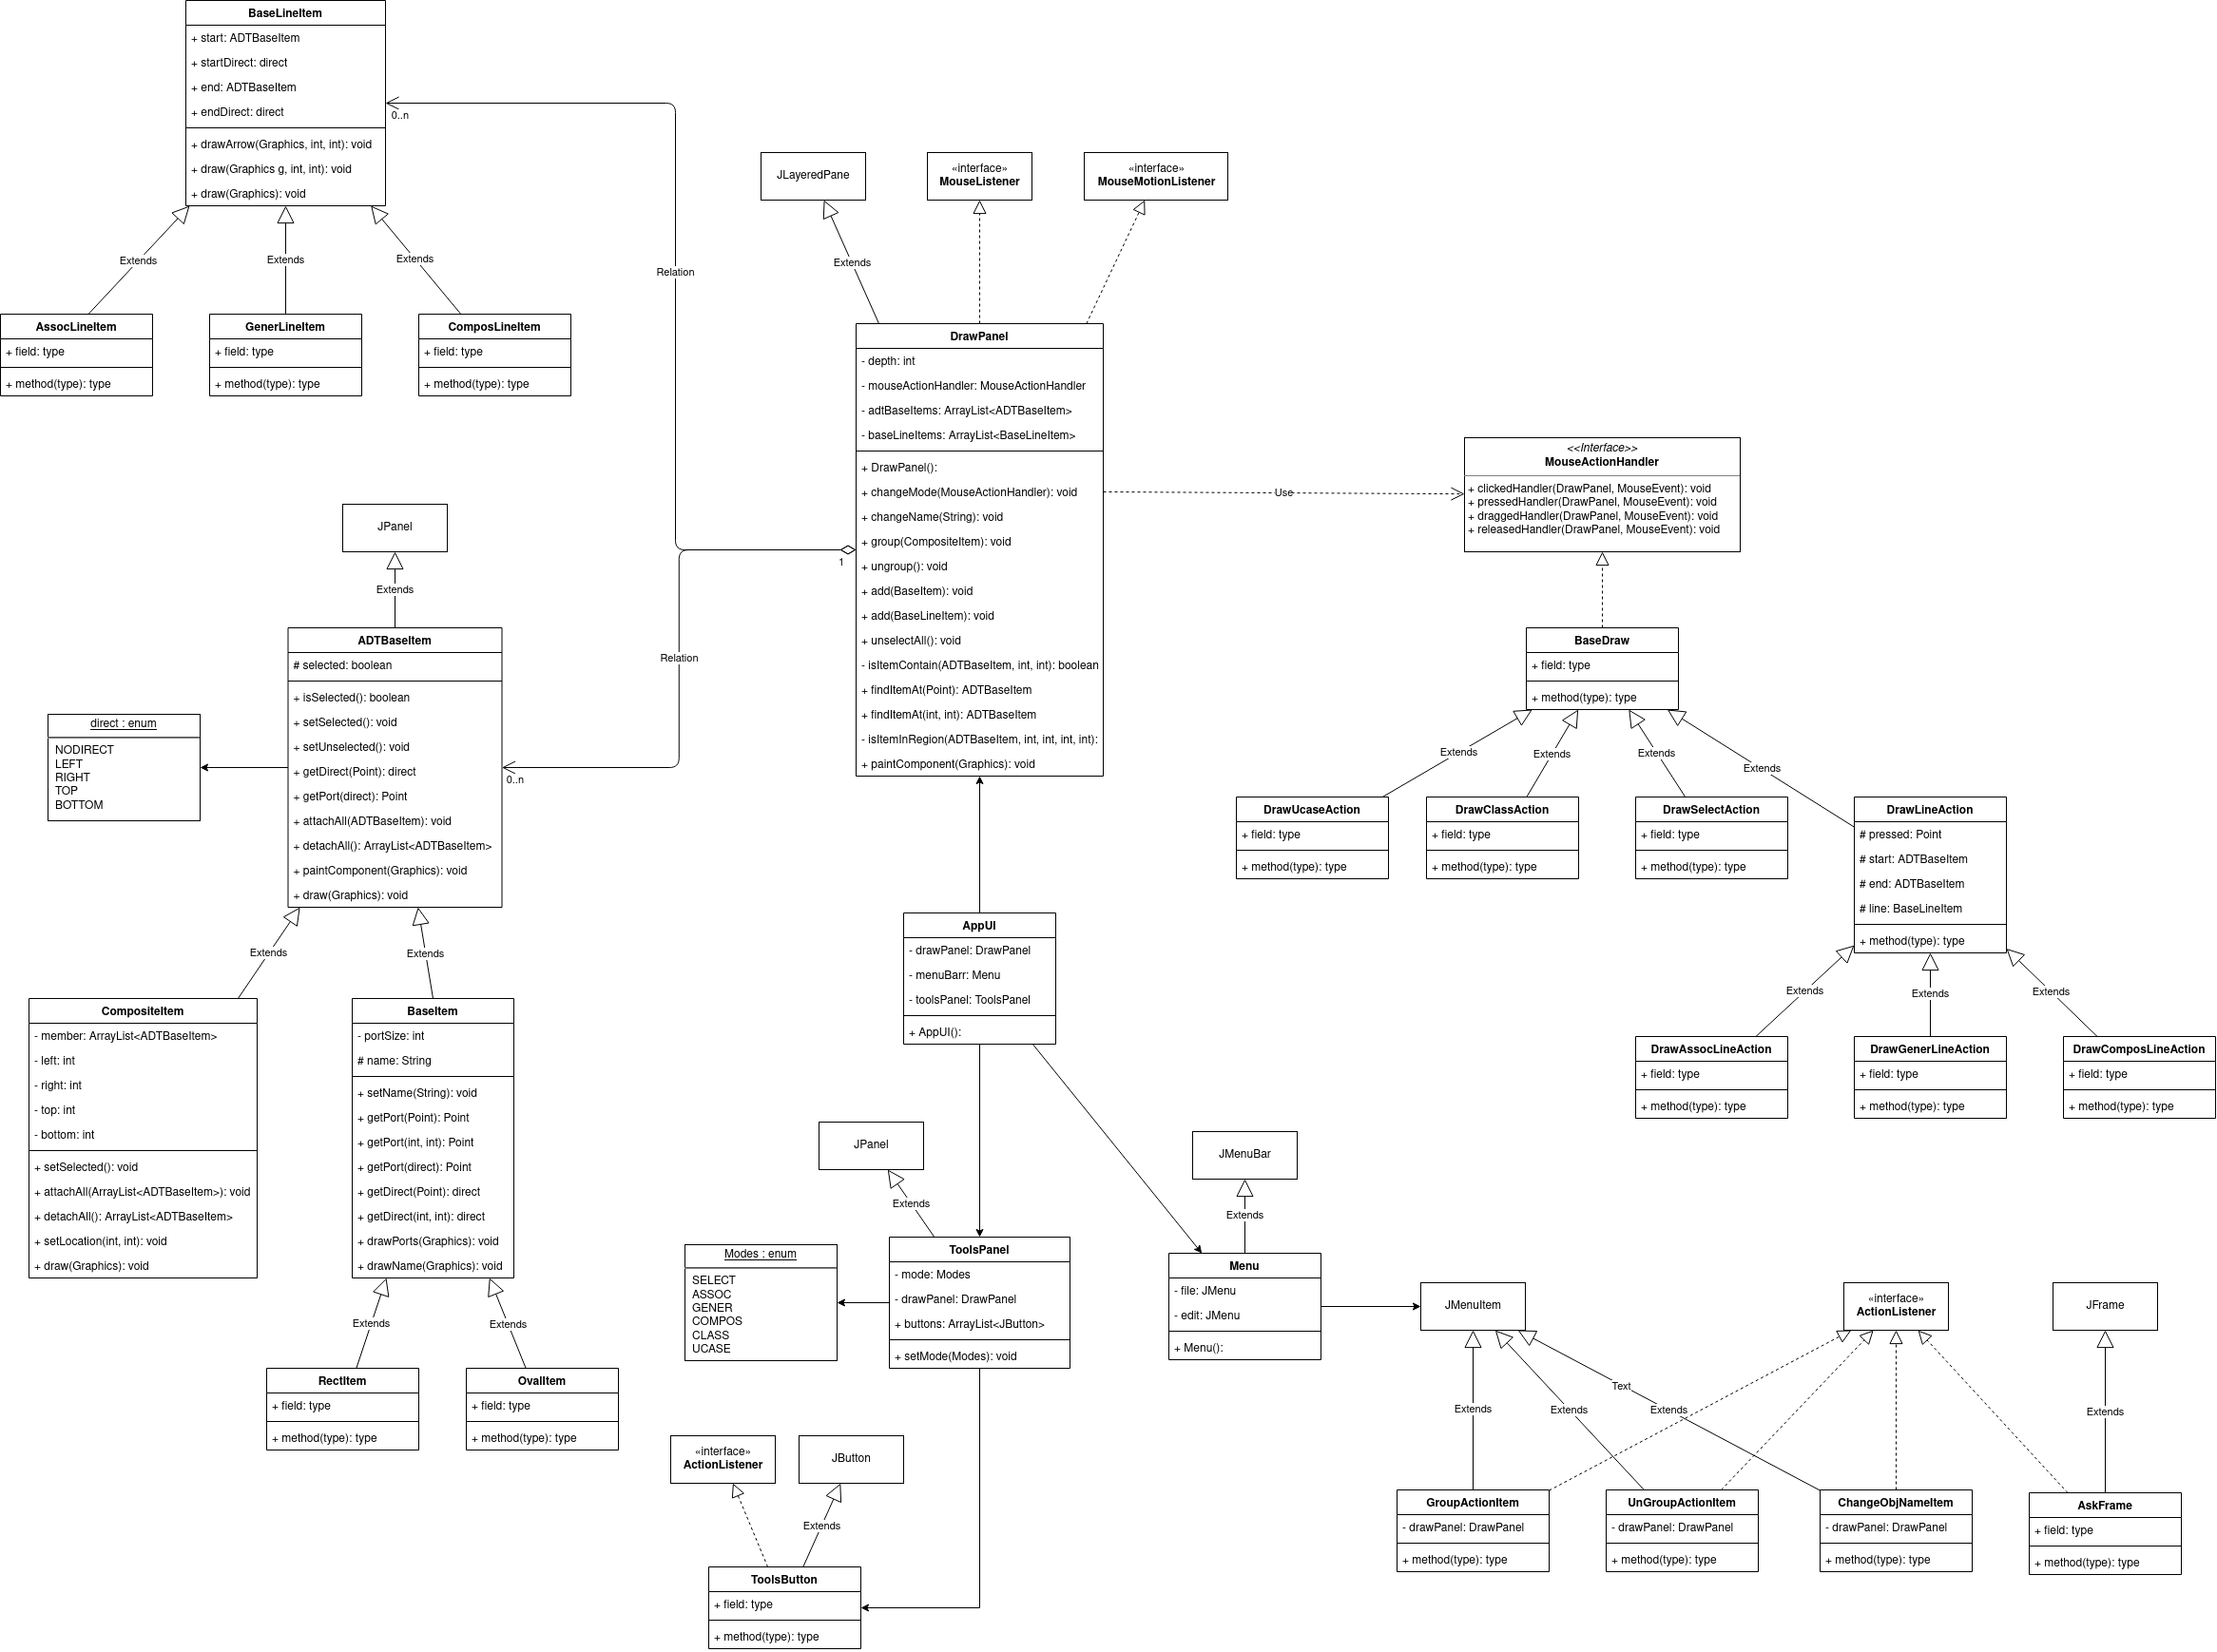 BaseLineItem
+ start: ADTBaseItem
+ startDirect: direct
+ end: ADTBaseItem
+ endDirect: direct
+ drawArrow(Graphics, int, int): void
+ draw(Graphics g, int, int): void
+ draw(Graphics): void
0..n
Relation
Extends
Extends
Extends
AssocLineItem
+ field: type
+ method(type): type
GenerLineItem
+ field: type
+ method(type): type
ComposLineItem
+ field: type
+ method(type): type
JLayeredPane
«interface»
MouseListener
«interface»
MouseMotionListener
Extends
DrawPanel
- depth: int
- mouseActionHandler: MouseActionHandler
- adtBaseItems: ArrayList<ADTBaseItem>
- baseLineItems: ArrayList<BaseLineItem>
+ DrawPanel():
+ changeMode(MouseActionHandler): void
+ changeName(String): void
+ group(CompositeItem): void
+ ungroup(): void
+ add(BaseItem): void
+ add(BaseLineItem): void
+ unselectAll(): void
- isItemContain(ADTBaseItem, int, int): boolean
+ findItemAt(Point): ADTBaseItem
+ findItemAt(int, int): ADTBaseItem
- isItemInRegion(ADTBaseItem, int, int, int, int):
+ paintComponent(Graphics): void
1
Use
<<Interface>>
MouseActionHandler
+ clickedHandler(DrawPanel, MouseEvent): void
+ pressedHandler(DrawPanel, MouseEvent): void
+ draggedHandler(DrawPanel, MouseEvent): void
+ releasedHandler(DrawPanel, MouseEvent): void
BaseDraw
+ field: type
+ method(type): type
Extends
Extends
Extends
Extends
DrawUcaseAction
+ field: type
+ method(type): type
DrawClassAction
+ field: type
+ method(type): type
DrawSelectAction
+ field: type
+ method(type): type
DrawLineAction
# pressed: Point
# start: ADTBaseItem
# end: ADTBaseItem
# line: BaseLineItem
+ method(type): type
Extends
Extends
Extends
DrawAssocLineAction
+ field: type
+ method(type): type
DrawGenerLineAction
+ field: type
+ method(type): type
DrawComposLineAction
+ field: type
+ method(type): type
JPanel
Extends
ADTBaseItem
# selected: boolean
+ isSelected(): boolean
+ setSelected(): void
+ setUnselected(): void
+ getDirect(Point): direct
+ getPort(direct): Point
+ attachAll(ADTBaseItem): void
+ detachAll(): ArrayList<ADTBaseItem>
+ paintComponent(Graphics): void
+ draw(Graphics): void
Relation
0..n
direct : enum
NODIRECT
LEFT
RIGHT
TOP
BOTTOM
Extends
Extends
CompositeItem
- member: ArrayList<ADTBaseItem>
- left: int
- right: int
- top: int
- bottom: int
+ setSelected(): void
+ attachAll(ArrayList<ADTBaseItem>): void
+ detachAll(): ArrayList<ADTBaseItem>
+ setLocation(int, int): void
+ draw(Graphics): void
BaseItem
- portSize: int
# name: String
+ setName(String): void
+ getPort(Point): Point
+ getPort(int, int): Point
+ getPort(direct): Point
+ getDirect(Point): direct
+ getDirect(int, int): direct
+ drawPorts(Graphics): void
+ drawName(Graphics): void
Extends
Extends
RectItem
+ field: type
+ method(type): type
OvalItem
+ field: type
+ method(type): type
AppUI
- drawPanel: DrawPanel
- menuBarr: Menu
- toolsPanel: ToolsPanel
+ AppUI():
JPanel
Extends
Modes : enum
SELECT
ASSOC
GENER
COMPOS
CLASS
UCASE
ToolsPanel
- mode: Modes
- drawPanel: DrawPanel
+ buttons: ArrayList<JButton>
+ setMode(Modes): void
«interface»
ActionListener
JButton
Extends
ToolsButton
+ field: type
+ method(type): type
JMenuBar
Extends
Menu
- file: JMenu
- edit: JMenu
+ Menu():
JMenuItem
«interface»
ActionListener
JFrame
Text
Extends
Extends
Extends
Extends
GroupActionItem
- drawPanel: DrawPanel
+ method(type): type
UnGroupActionItem
- drawPanel: DrawPanel
+ method(type): type
ChangeObjNameItem
- drawPanel: DrawPanel
+ method(type): type
AskFrame
+ field: type
+ method(type): type